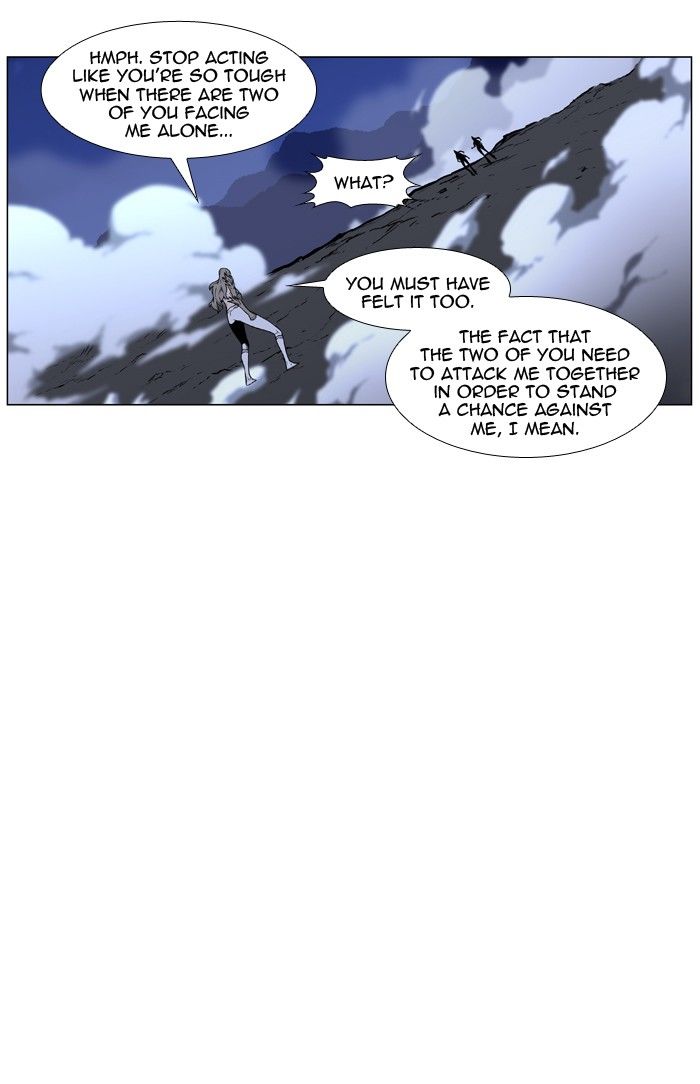 HMPH. STOP ACTING
LIKE YOU'RE SO TOUGH
WHEN THERE ARE TWO
OF YOU FACING
ME ALONE...
WHAT?
YOU MUST HAVE
FELT IT TOO.
THE FACT THAT
THE TWO OF YOU NEED
TO ATTACK ME TOGETHER
IN ORDER TO STAND
A CHANCE AGAINST
ME, I MEAN.